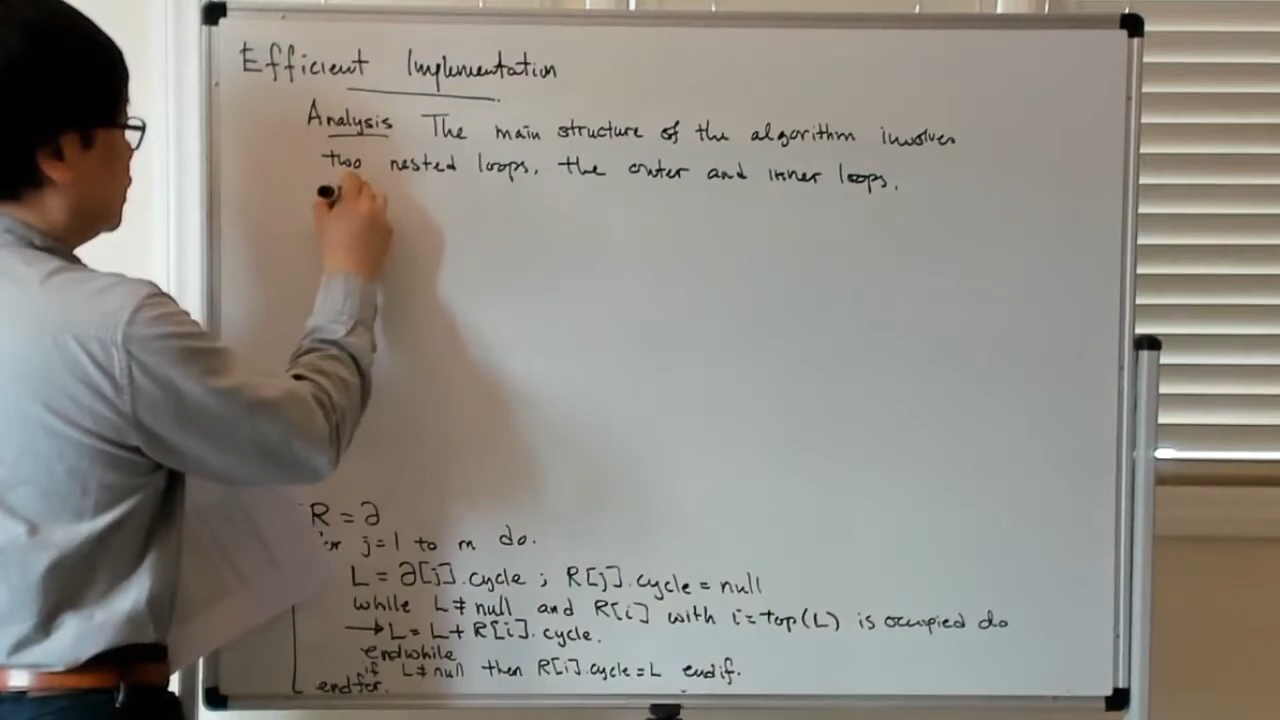 Efficient Implementation
Analysis The main structure of the algorithm involves
two nested loops, the outer and inner loops.
R = ∂
j=1 to m do.
L = ∂[j].cycle ; R[j].cycle = null
while L ≠ null and R[i] with i=top(L) is occupied do
→ L = L + R[i].cycle.
endwhile
if L ≠ null then R[i].cycle = L endif.
endfor